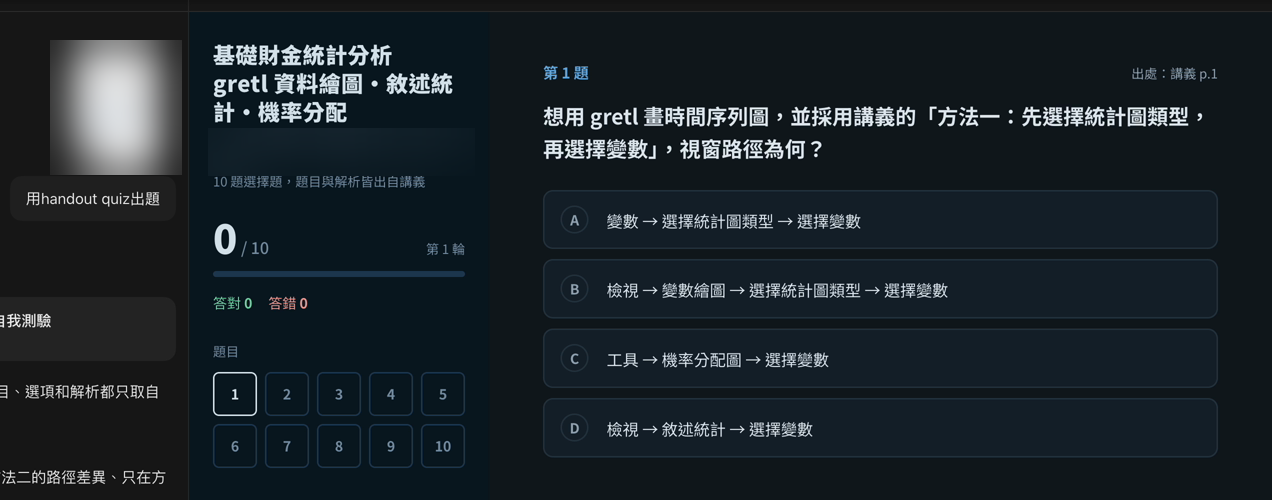 用handout quiz出題
自我測驗
目、選項和解析都只取自
法二的路徑差異、只在方
基礎財金統計分析
gretl 資料繪圖・敘述統
計・機率分配
10 題選擇題，題目與解析皆出自講義
0 / 10
第 1 輪
答對 0 答錯 0
題目
1 2 3 4 5
6 7 8 9 10
第 1 題
出處：講義 p.1
想用 gretl 畫時間序列圖，並採用講義的「方法一：先選擇統計圖類型，
再選擇變數」，視窗路徑為何？
A 變數 → 選擇統計圖類型 → 選擇變數
B 檢視 → 變數繪圖 → 選擇統計圖類型 → 選擇變數
C 工具 → 機率分配圖 → 選擇變數
D 檢視 → 敘述統計 → 選擇變數